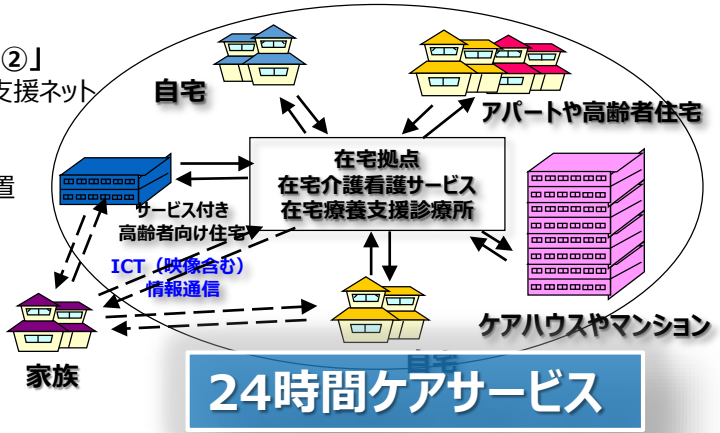 ②」
支援ネット
自宅
アパートや高齢者住宅
在宅拠点
在宅介護看護サービス
在宅療養支援診療所
置
サービス付き
高齢者向け住宅
ICT（映像含む）
情報通信
ケアハウスやマンション
自宅
家族
24時間ケアサービス